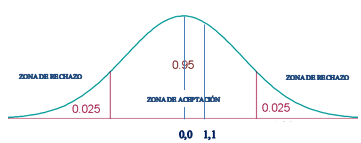 0.95
ZONA DE RECHAZO
ZONA DE RECHAZO
ZONA DE ACEPTACIÓN
0.025
0.025
0,0
1,1